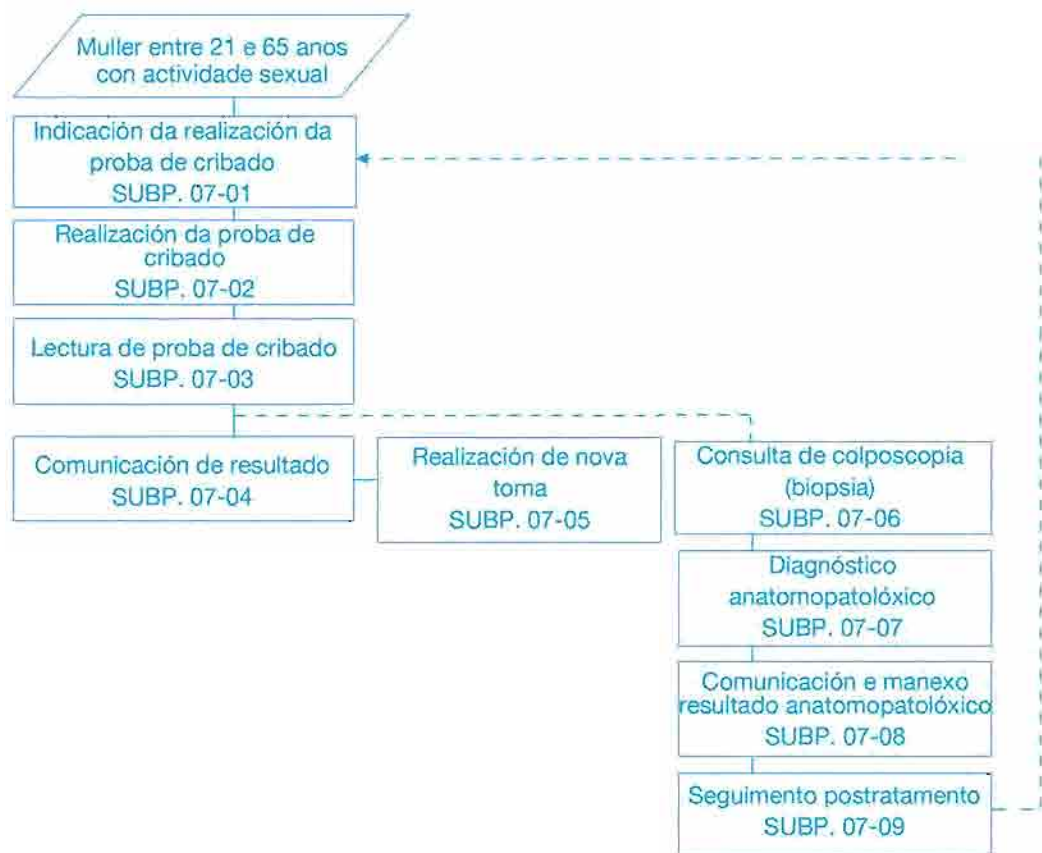 Muller entre 21 e 65 anos
con actividade sexual
Indicación da realización da
proba de cribado
SUBP. 07-01
Realización da proba de
cribado
SUBP. 07-02
Lectura de proba de cribado
SUBP. 07-03
Comunicación de resultado
SUBP. 07-04
Realización de nova
toma
SUBP. 07-05
Consulta de colposcopia
(biopsia)
SUBP. 07-06
Diagnóstico
anatomopatolóxico
SUBP. 07-07
Comunicación e manexo
resultado anatomopatolóxico
SUBP. 07-08
Seguimento postratamento
SUBP. 07-09